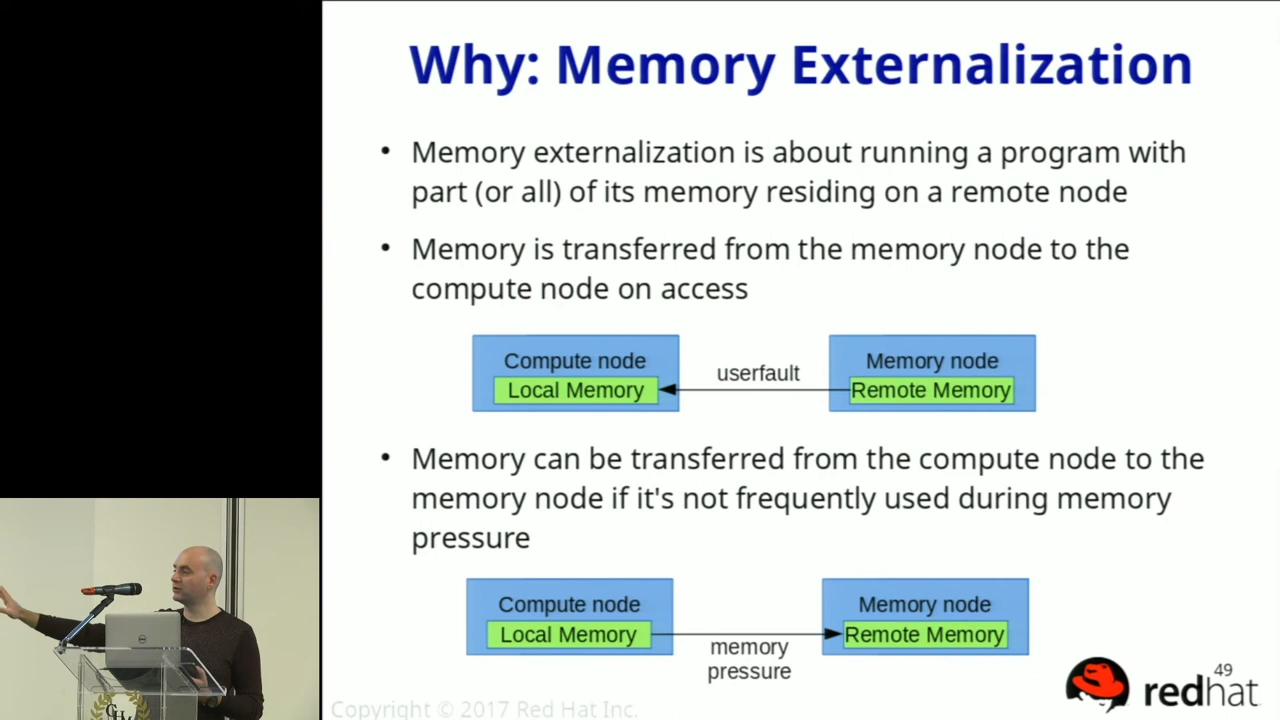 Why: Memory Externalization
• Memory externalization is about running a program with
part (or all) of its memory residing on a remote node
• Memory is transferred from the memory node to the
compute node on access
Compute node
Local Memory
userfault
Memory node
Remote Memory
• Memory can be transferred from the compute node to the
memory node if it's not frequently used during memory
pressure
Compute node
Local Memory
memory
pressure
Memory node
Remote Memory
49
redhat
Copyright © 2017 Red Hat Inc.
DELL